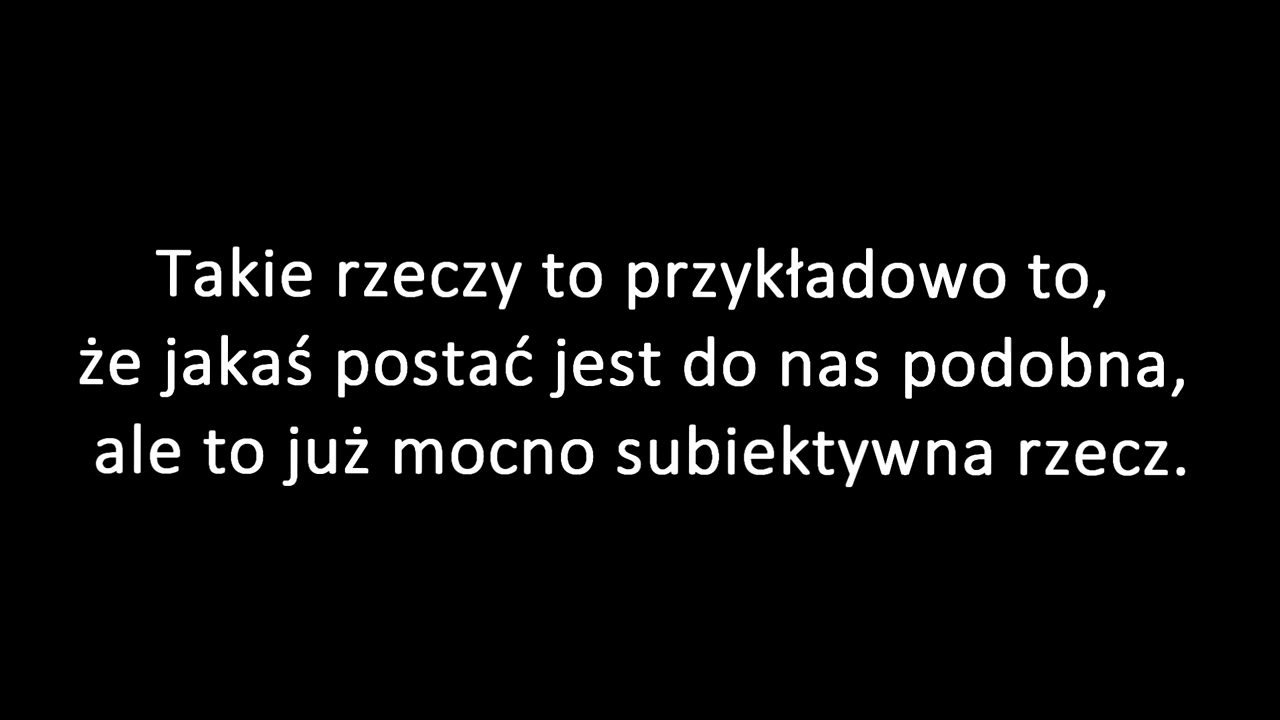 Takie rzeczy to przykładowo to,
że jakaś postać jest do nas podobna,
ale to już mocno subiektywna rzecz.